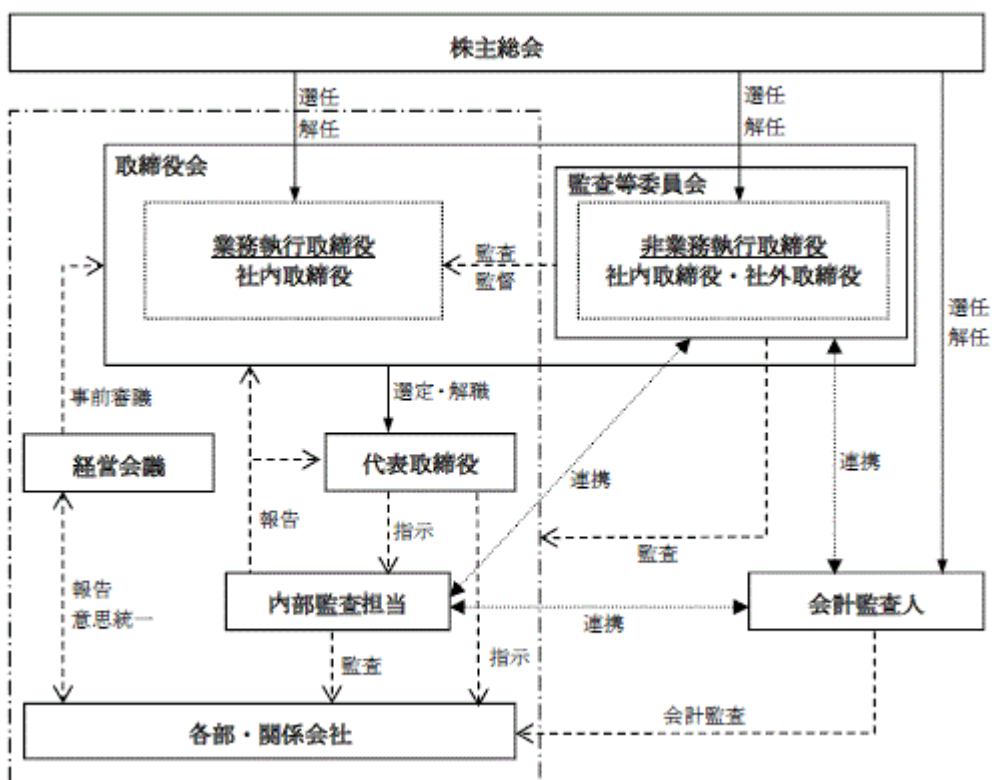 株主総会
選任
解任
選任
解任
取締役会
監査等委員会
業務執行取締役
社内取締役
監査
監督
非業務執行取締役
社内取締役・社外取締役
選任
解任
事前審議
選定・解職
経営会議
代表取締役
連携
連携
報告
指示
監査
報告
意思統一
内部監査担当
連携
会計監査人
監査
指示
会計監査
各部・関係会社